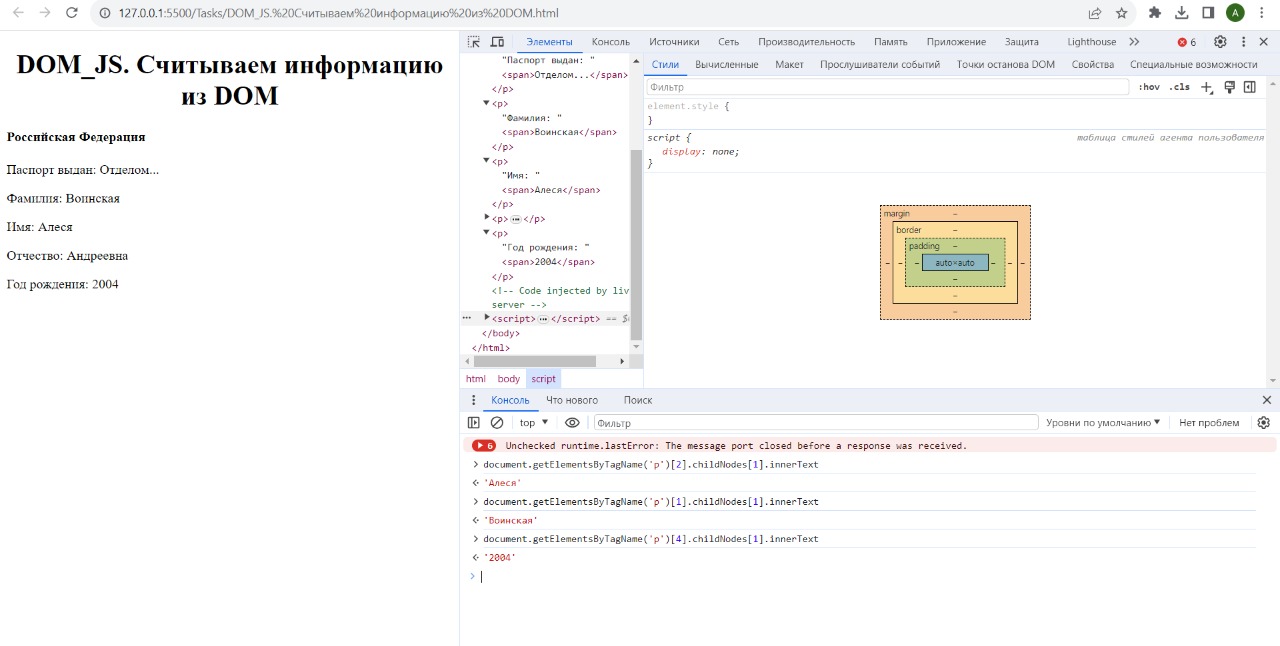 127.0.0.1:5500/Tasks/DOM_JS.%20Считываем%20информацию%20из%20DOM.html
A
DOM_JS. Считываем информацию
из DOM
Российская Федерация
Паспорт выдан: Отделом...
Фамилия: Воинская
Имя: Алеся
Отчество: Андреевна
Год рождения: 2004
Элементы Консоль Источники Сеть Производительность Память Приложение Защита Lighthouse 6
"Паспорт выдан: "
<span>Отделом...</span>
</p>
<p>
"Фамилия: "
<span>Воинская</span>
</p>
<p>
"Имя: "
<span>Алеся</span>
</p>
<p> ⋯ </p>
<p>
"Год рождения: "
<span>2004</span>
</p>
<!-- Code injected by liv
server -->
<script> ⋯ </script> == $
</body>
</html>
html body script
Стили Вычисленные Макет Прослушиватели событий Точки останова DOM Свойства Специальные возможности
Фильтр :hov .cls
element.style {
}
script { таблица стилей агента пользователя
display: none;
}
margin –
border –
padding –
– – – auto×auto – – –
–
–
–
Консоль Что нового Поиск
top Фильтр Уровни по умолчанию Нет проблем
6 Unchecked runtime.lastError: The message port closed before a response was received.
> document.getElementsByTagName('p')[2].childNodes[1].innerText
'Алеся'
> document.getElementsByTagName('p')[1].childNodes[1].innerText
'Воинская'
> document.getElementsByTagName('p')[4].childNodes[1].innerText
'2004'
>